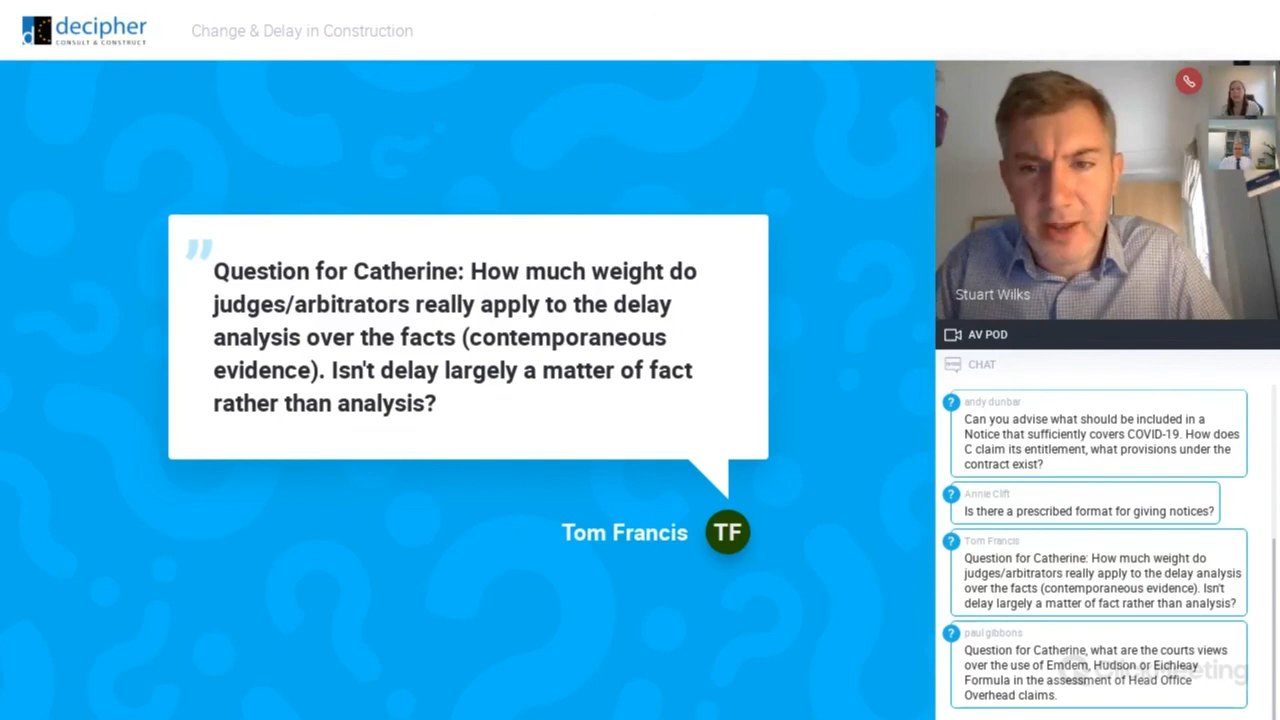 decipher
CONSULT & CONSTRUCT
Change & Delay in Construction
Question for Catherine: How much weight do
judges/arbitrators really apply to the delay
analysis over the facts (contemporaneous
evidence). Isn't delay largely a matter of fact
rather than analysis?
Tom Francis
TF
Stuart Wilks
AV POD
CHAT
?
andy dunbar
Can you advise what should be included in a
Notice that sufficiently covers COVID-19. How does
C claim its entitlement, what provisions under the
contract exist?
?
Annie Clift
Is there a prescribed format for giving notices?
?
Tom Francis
Question for Catherine: How much weight do
judges/arbitrators really apply to the delay analysis
over the facts (contemporaneous evidence). Isn't
delay largely a matter of fact rather than analysis?
?
paul gibbons
Question for Catherine, what are the courts views
over the use of Emdem, Hudson or Eichleay
Formula in the assessment of Head Office
Overhead claims.